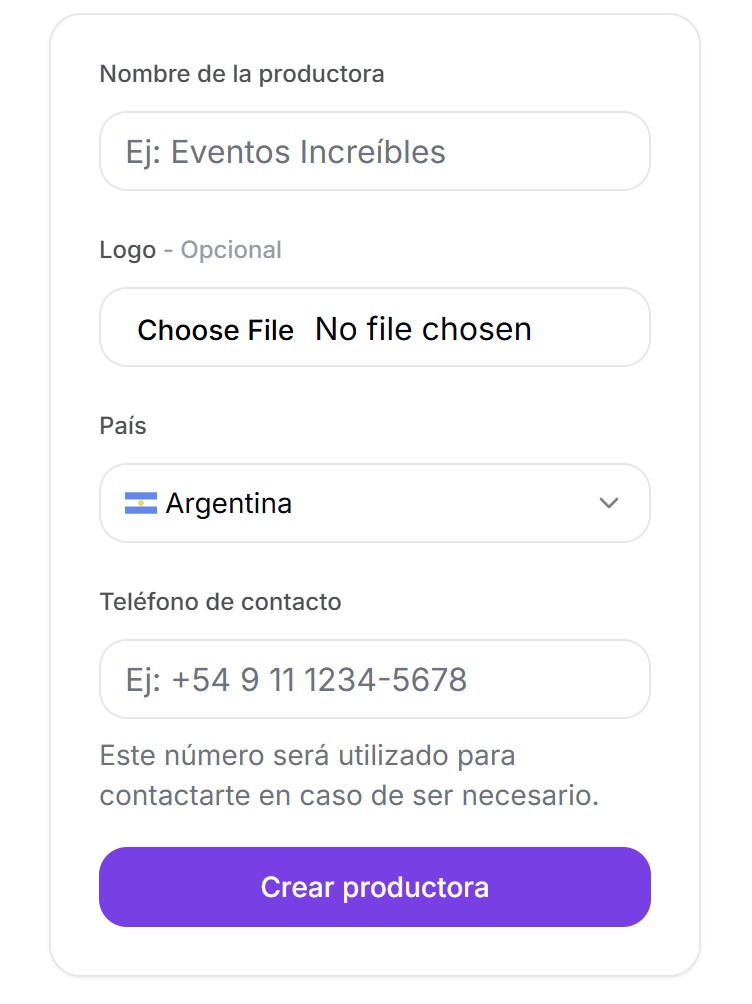 Nombre de la productora
Ej: Eventos Increíbles
Logo - Opcional
Choose File No file chosen
País
Argentina
Teléfono de contacto
Ej: +54 9 11 1234-5678
Este número será utilizado para
contactarte en caso de ser necesario.
Crear productora